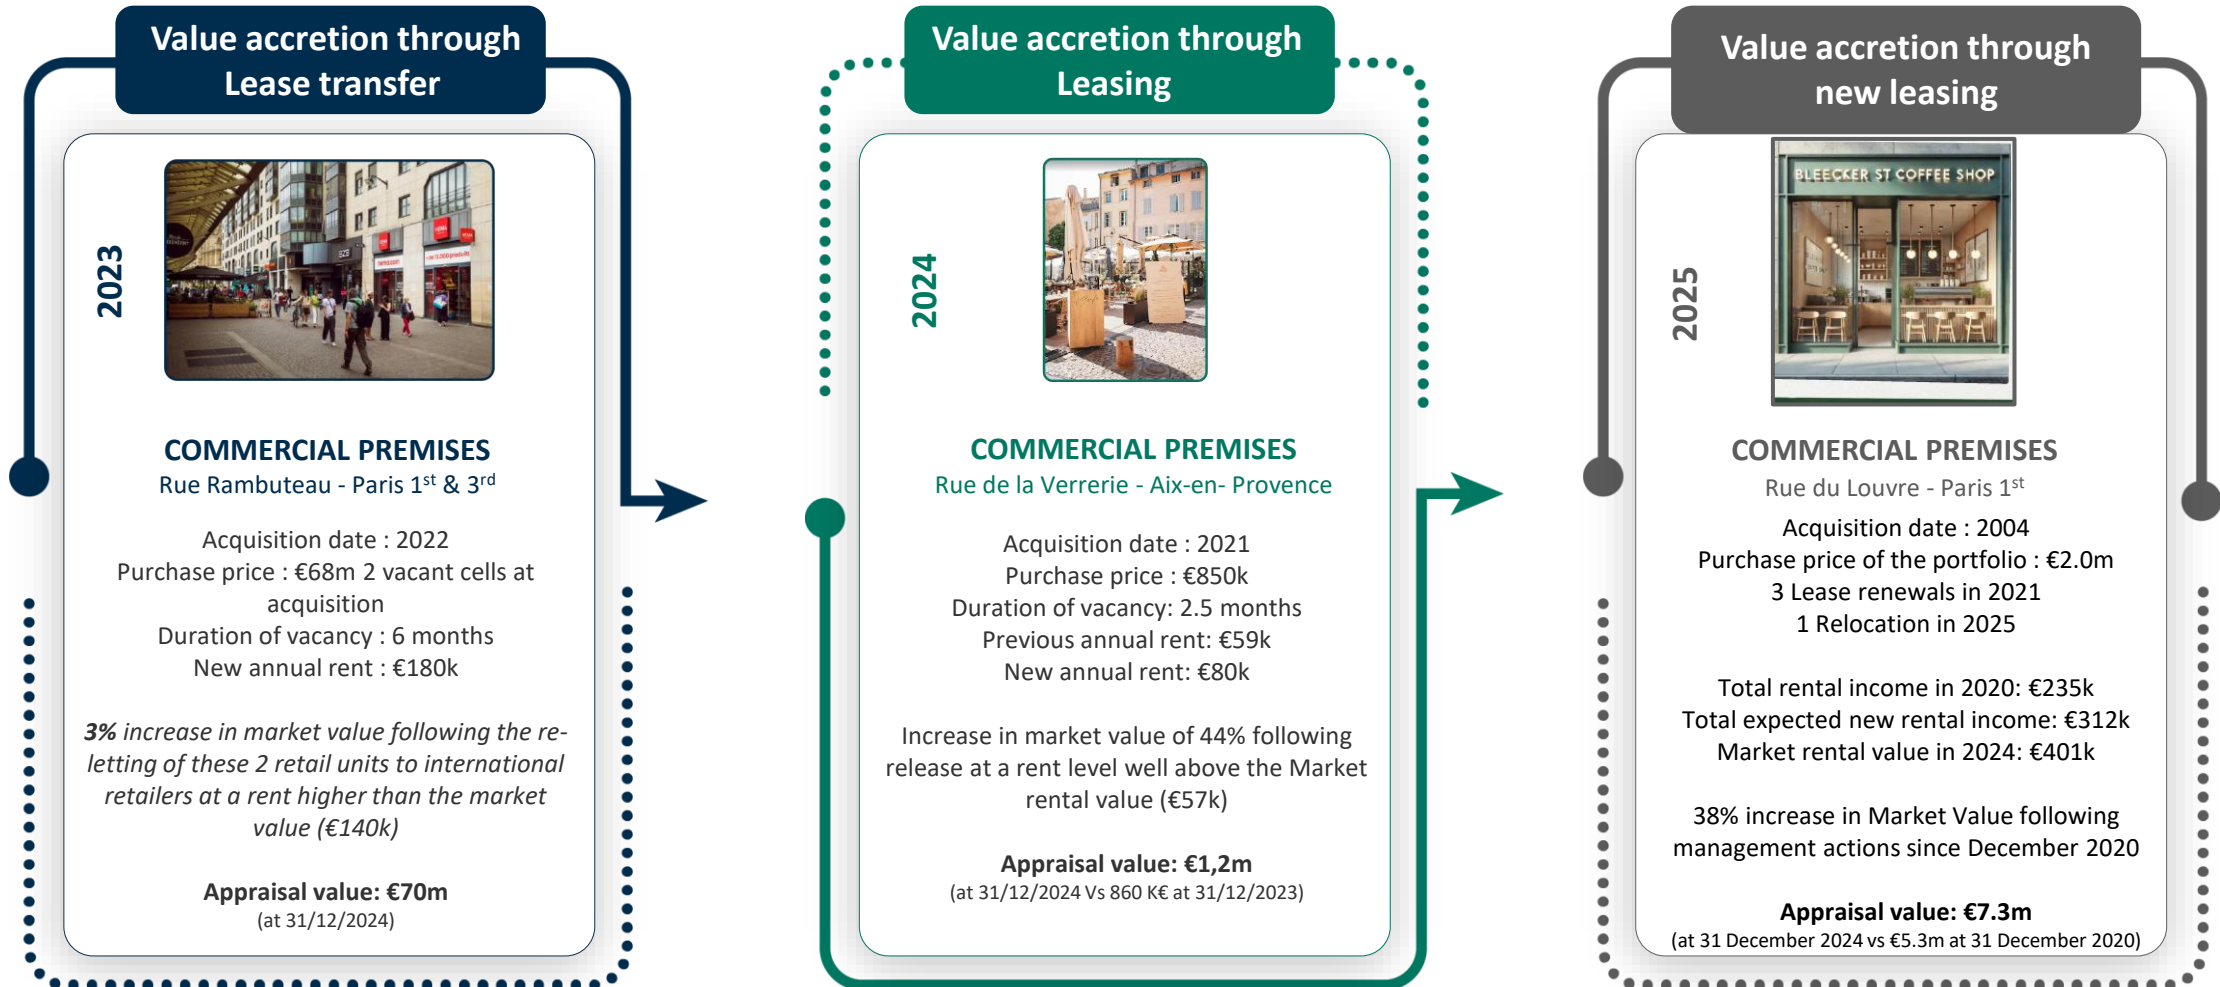 Value accretion through
Lease transfer
2023
COMMERCIAL PREMISES
Rue Rambuteau - Paris 1st & 3rd
Acquisition date : 2022
Purchase price : €68m 2 vacant cells at
acquisition
Duration of vacancy : 6 months
New annual rent : €180k
3% increase in market value following the re-
letting of these 2 retail units to international
retailers at a rent higher than the market
value (€140k)
Appraisal value: €70m
(at 31/12/2024)
Value accretion through
Leasing
2024
COMMERCIAL PREMISES
Rue de la Verrerie - Aix-en- Provence
Acquisition date : 2021
Purchase price : €850k
Duration of vacancy: 2.5 months
Previous annual rent: €59k
New annual rent: €80k
Increase in market value of 44% following
release at a rent level well above the Market
rental value (€57k)
Appraisal value: €1,2m
(at 31/12/2024 Vs 860 K€ at 31/12/2023)
Value accretion through
new leasing
BLEECKER ST COFFEE SHOP
2025
COMMERCIAL PREMISES
Rue du Louvre - Paris 1st
Acquisition date : 2004
Purchase price of the portfolio : €2.0m
3 Lease renewals in 2021
1 Relocation in 2025
Total rental income in 2020: €235k
Total expected new rental income: €312k
Market rental value in 2024: €401k
38% increase in Market Value following
management actions since December 2020
Appraisal value: €7.3m
(at 31 December 2024 vs €5.3m at 31 December 2020)